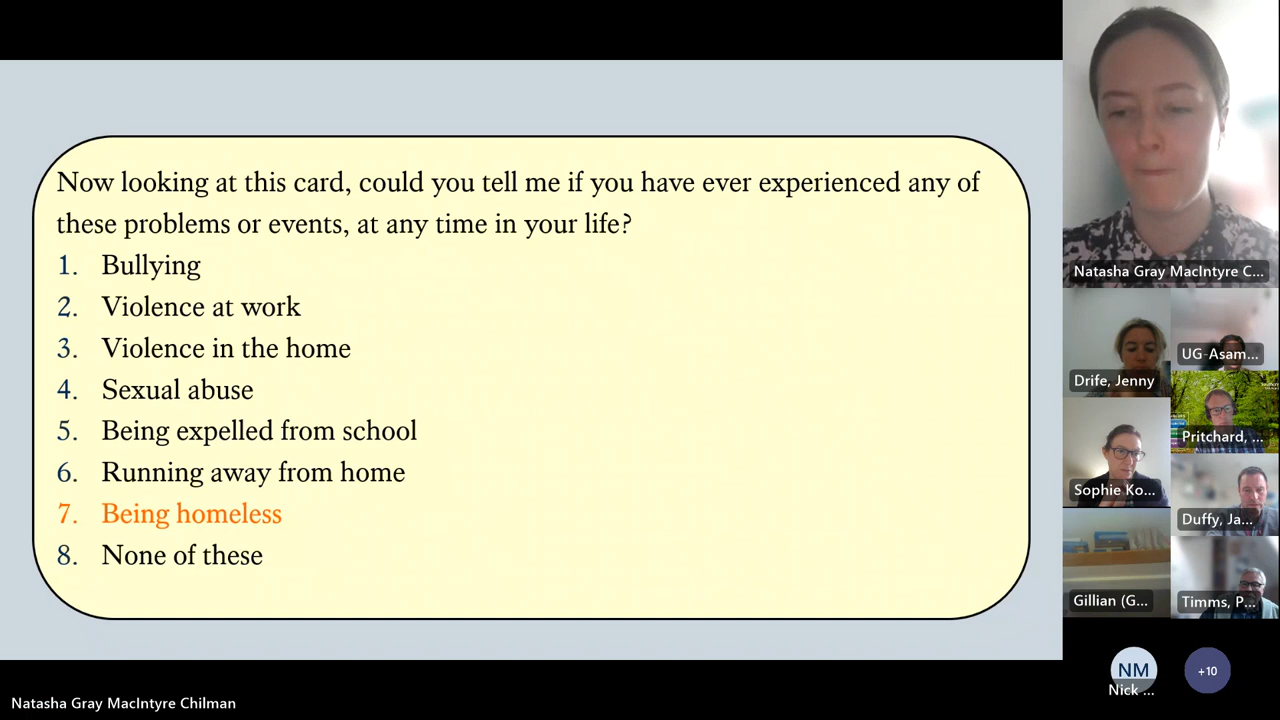 Now looking at this card, could you tell me if you have ever experienced any of
these problems or events, at any time in your life?
1. Bullying
2. Violence at work
3. Violence in the home
4. Sexual abuse
5. Being expelled from school
6. Running away from home
7. Being homeless
8. None of these
Natasha Gray MacIntyre C...
Drife, Jenny
UG-Asam...
Pritchard, ...
Sophie Ko...
Duffy, Ja...
Gillian (G...
Timms, P...
NM
Nick ...
+10
Natasha Gray MacIntyre Chilman